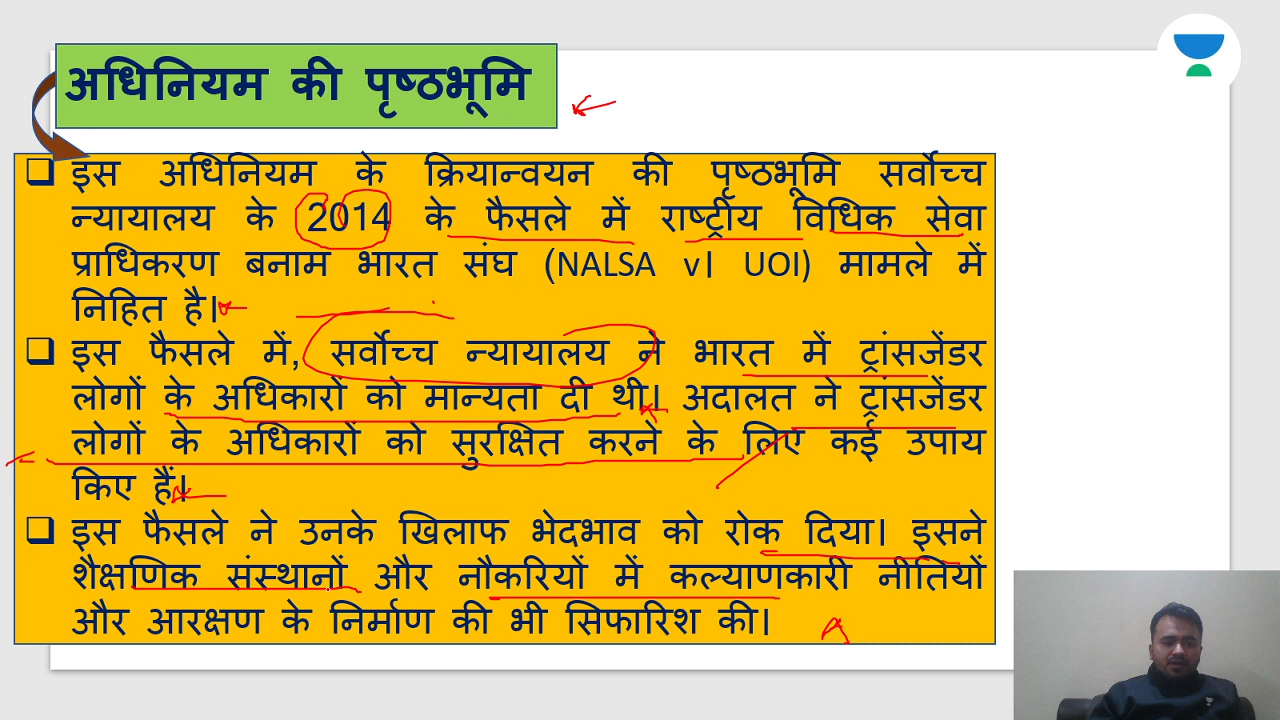 अधिनियम की पृष्ठभूमि
इस अधिनियम के क्रियान्वयन की पृष्ठभूमि सर्वोच्च
न्यायालय के 2014 के फैसले में राष्ट्रीय विधिक सेवा
प्राधिकरण बनाम भारत संघ (NALSA v। UOI) मामले में
निहित है।
इस फैसले में, सर्वोच्च न्यायालय ने भारत में ट्रांसजेंडर
लोगों के अधिकारों को मान्यता दी थी। अदालत ने ट्रांसजेंडर
लोगों के अधिकारों को सुरक्षित करने के लिए कई उपाय
किए हैं।
इस फैसले ने उनके खिलाफ भेदभाव को रोक दिया। इसने
शैक्षणिक संस्थानों और नौकरियों में कल्याणकारी नीतियों
और आरक्षण के निर्माण की भी सिफारिश की।